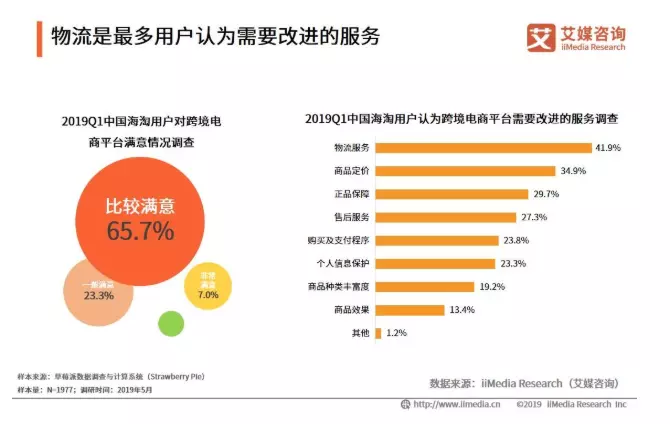 物流是最多用户认为需要改进的服务
艾媒咨询
iiMedia Research
2019Q1中国海淘用户对跨境电
商平台满意情况调查
比较满意
65.7%
一般满意
23.3%
非常
满意
7.0%
2019Q1中国海淘用户认为跨境电商平台需要改进的服务调查
物流服务 41.9%
商品定价 34.9%
正品保障 29.7%
售后服务 27.3%
购买及支付程序 23.8%
个人信息保护 23.3%
商品种类丰富度 19.2%
商品效果 13.4%
其他 1.2%
样本来源：草莓派数据调查与计算系统（Strawberry Pie）
样本量：N=1977；调研时间：2019年5月
数据来源：iiMedia Research（艾媒咨询）
http://www.iimedia.cn ©2019 iiMedia Research Inc